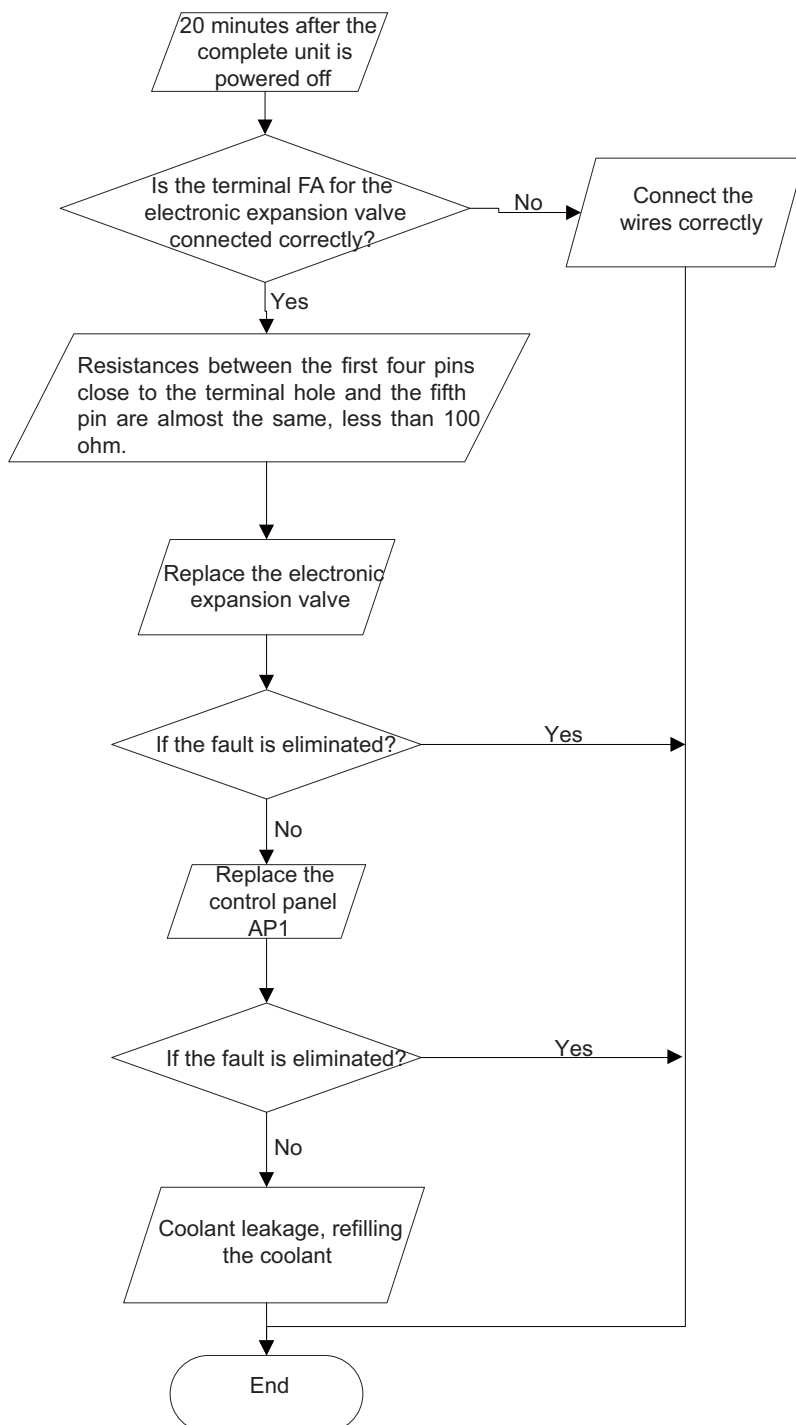 20 minutes after the
complete unit is
powered off
Is the terminal FA for the
electronic expansion valve
connected correctly?
No
Connect the
wires correctly
Yes
Resistances between the first four pins
close to the terminal hole and the fifth
pin are almost the same, less than 100
ohm.
Replace the electronic
expansion valve
If the fault is eliminated?
Yes
No
Replace the
control panel
AP1
If the fault is eliminated?
Yes
No
Coolant leakage, refilling
the coolant
End